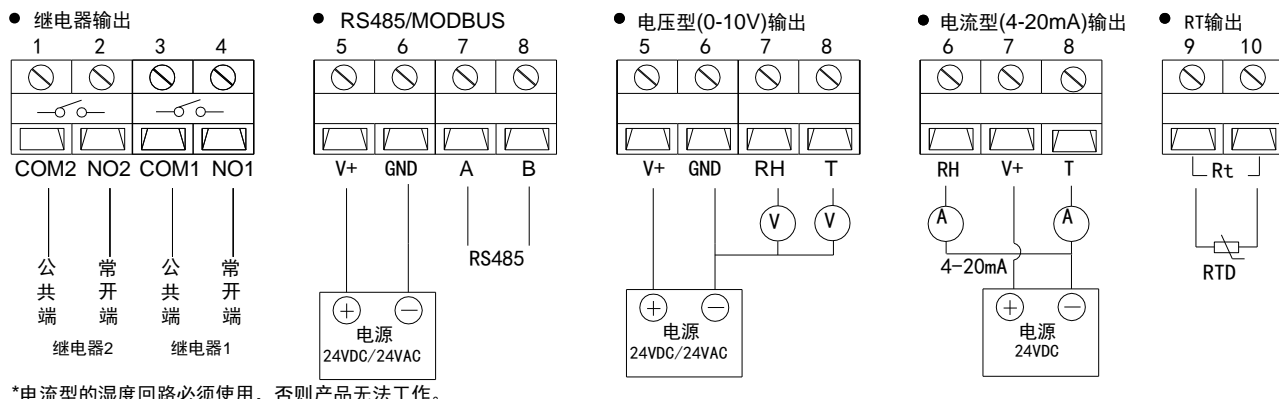 ● 继电器输出
1 2 3 4
COM2 NO2 COM1 NO1
公共端 常开端 公共端 常开端
继电器2 继电器1
● RS485/MODBUS
5 6 7 8
V+ GND A B
RS485
+ −
电源
24VDC/24VAC
● 电压型(0-10V)输出
5 6 7 8
V+ GND RH T
V V
+ −
电源
24VDC/24VAC
● 电流型(4-20mA)输出
6 7 8
RH V+ T
A A
4-20mA
+ −
电源
24VDC
● RT输出
9 10
Rt
RTD
*电流型的湿度回路必须使用，否则产品无法工作。